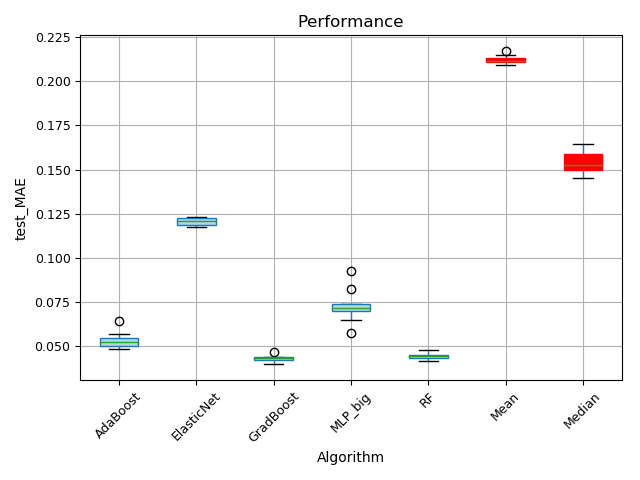 Performance
0.225
0.200
0.175
0.150
0.125
0.100
0.075
0.050
test_MAE
AdaBoost
ElasticNet
GradBoost
MLP_big
RF
Mean
Median
Algorithm